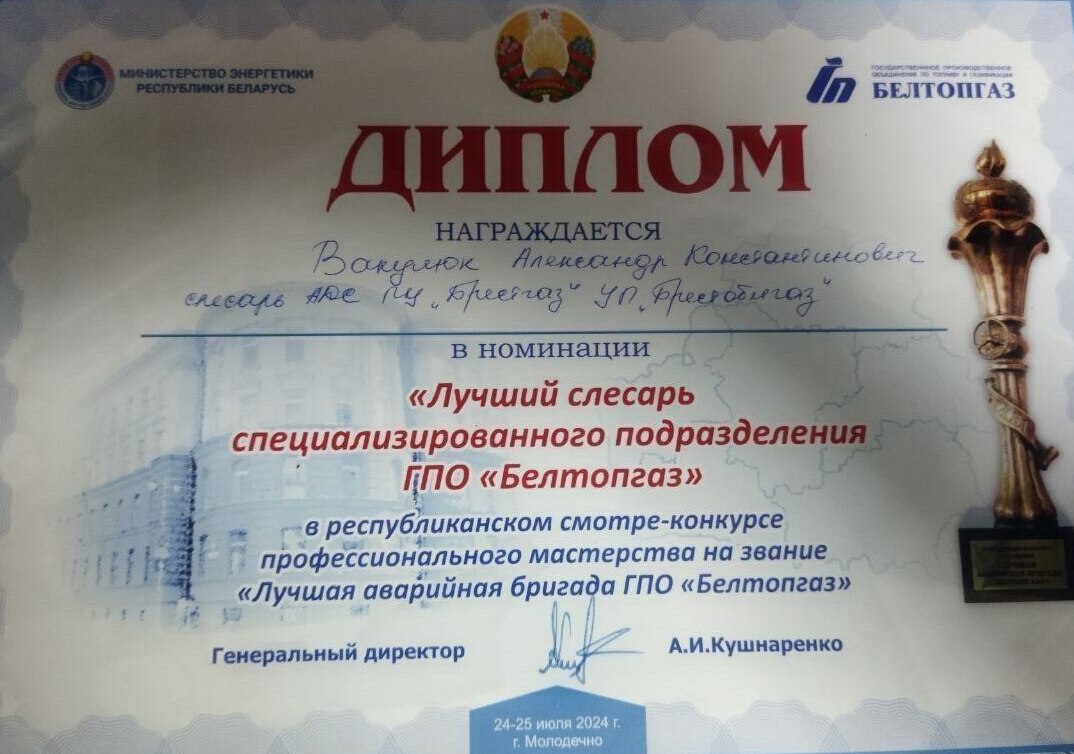 МИНИСТЕРСТВО ЭНЕРГЕТИКИ
РЕСПУБЛИКИ БЕЛАРУСЬ
ГОСУДАРСТВЕННОЕ ПРОИЗВОДСТВЕННОЕ
ОБЪЕДИНЕНИЕ ПО ТОПЛИВУ И ГАЗИФИКАЦИИ
БЕЛТОПГАЗ
ДИПЛОМ
НАГРАЖДАЕТСЯ
Вакулюк Александр Константинович
слесарь АДС ПУ „Брестгаз“ УП „Брестоблгаз“
в номинации
«Лучший слесарь
специализированного подразделения
ГПО «Белтопгаз»
в республиканском смотре-конкурсе
профессионального мастерства на звание
«Лучшая аварийная бригада ГПО «Белтопгаз»
Генеральный директор
А.И.Кушнаренко
24-25 июля 2024 г.
г. Молодечно